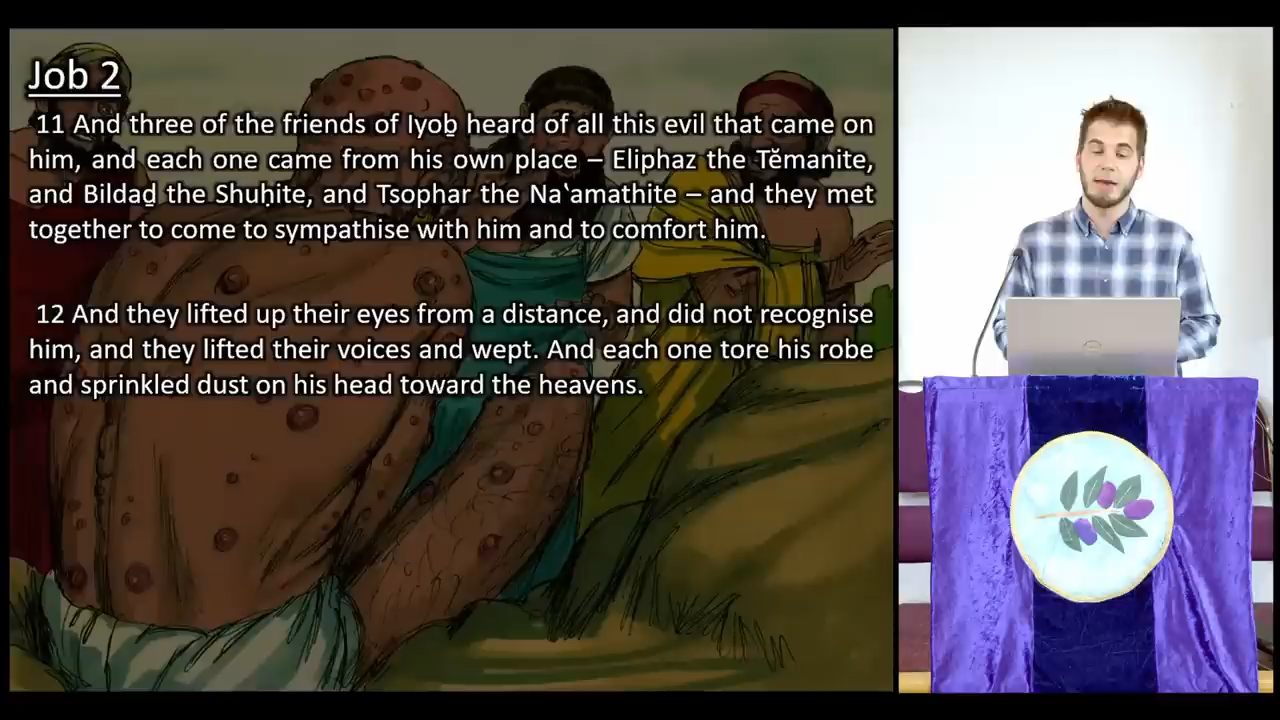 Job 2
11 And three of the friends of Iyoḇ heard of all this evil that came on
him, and each one came from his own place – Eliphaz the Tĕmanite,
and Bildaḏ the Shuḥite, and Tsophar the Naʽamathite – and they met
together to come to sympathise with him and to comfort him.
12 And they lifted up their eyes from a distance, and did not recognise
him, and they lifted their voices and wept. And each one tore his robe
and sprinkled dust on his head toward the heavens.